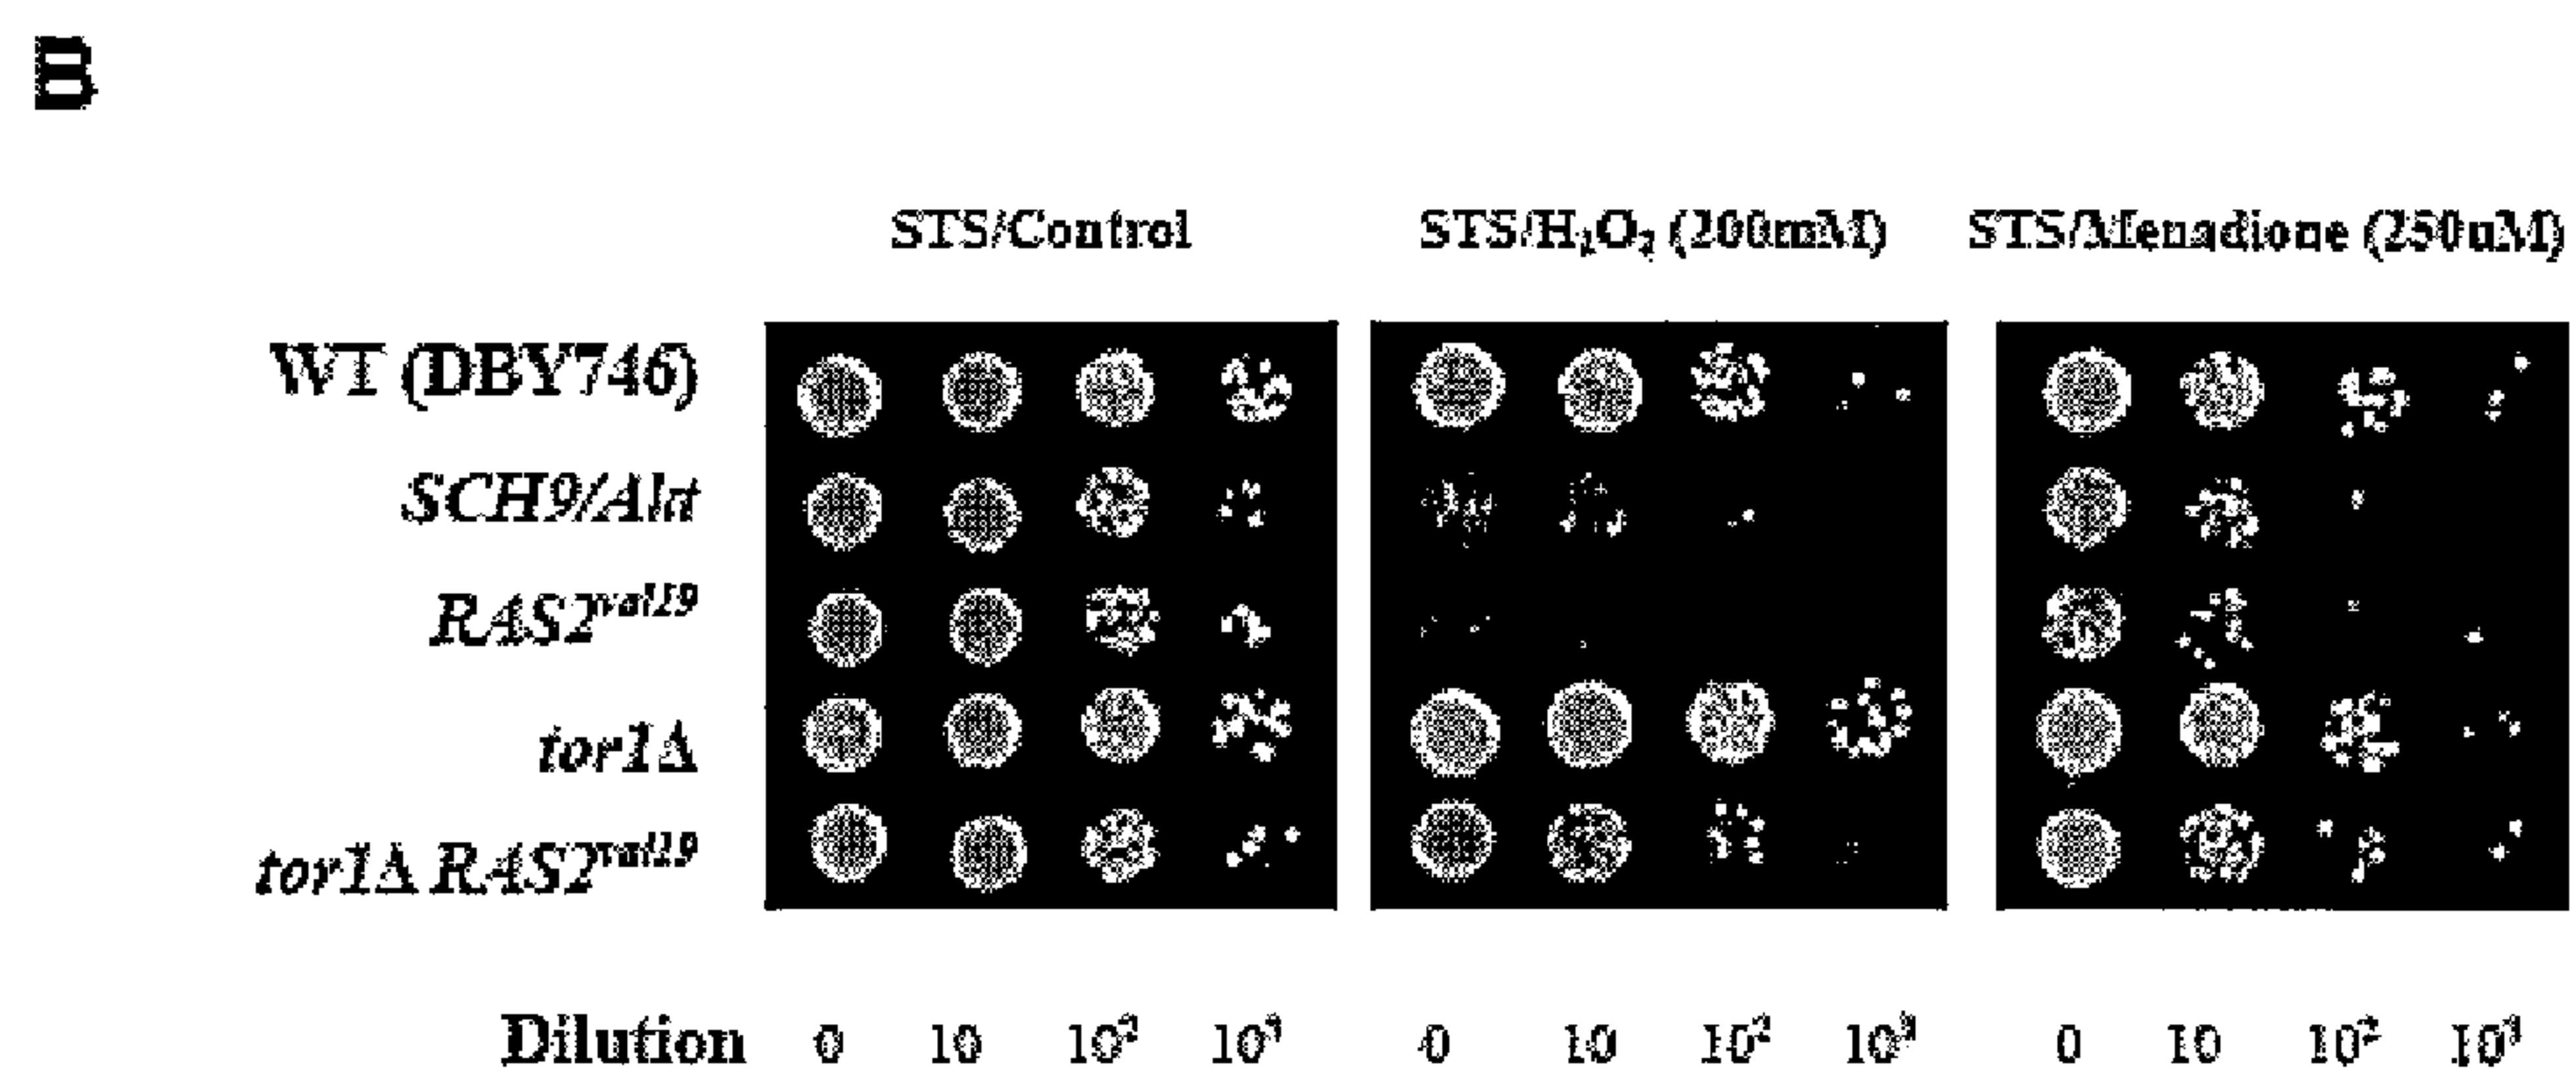 B
STS/Control STS/H₂O₂ (200mM) STS/Menadione (250uM)
WT (DBY746)
SCH9/Akt
RAS2ᵛᵃˡ¹⁹
tor1Δ
tor1Δ RAS2ᵛᵃˡ¹⁹
Dilution 0 10 10² 10³ 0 10 10² 10³ 0 10 10² 10³